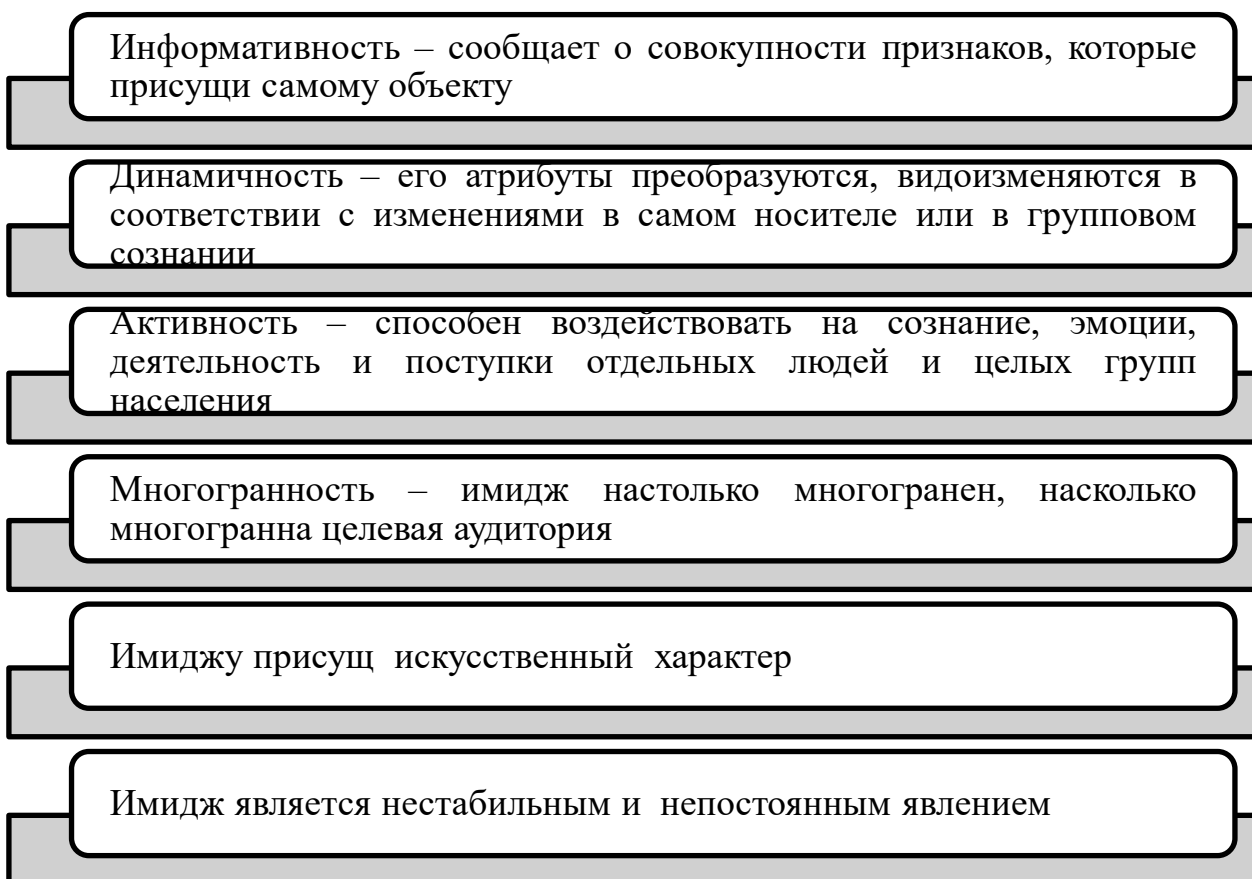 Информативность – сообщает о совокупности признаков, которые
присущи самому объекту
Динамичность – его атрибуты преобразуются, видоизменяются в
соответствии с изменениями в самом носителе или в групповом
сознании
Активность – способен воздействовать на сознание, эмоции,
деятельность и поступки отдельных людей и целых групп
населения
Многогранность – имидж настолько многогранен, насколько
многогранна целевая аудитория
Имиджу присущ искусственный характер
Имидж является нестабильным и непостоянным явлением